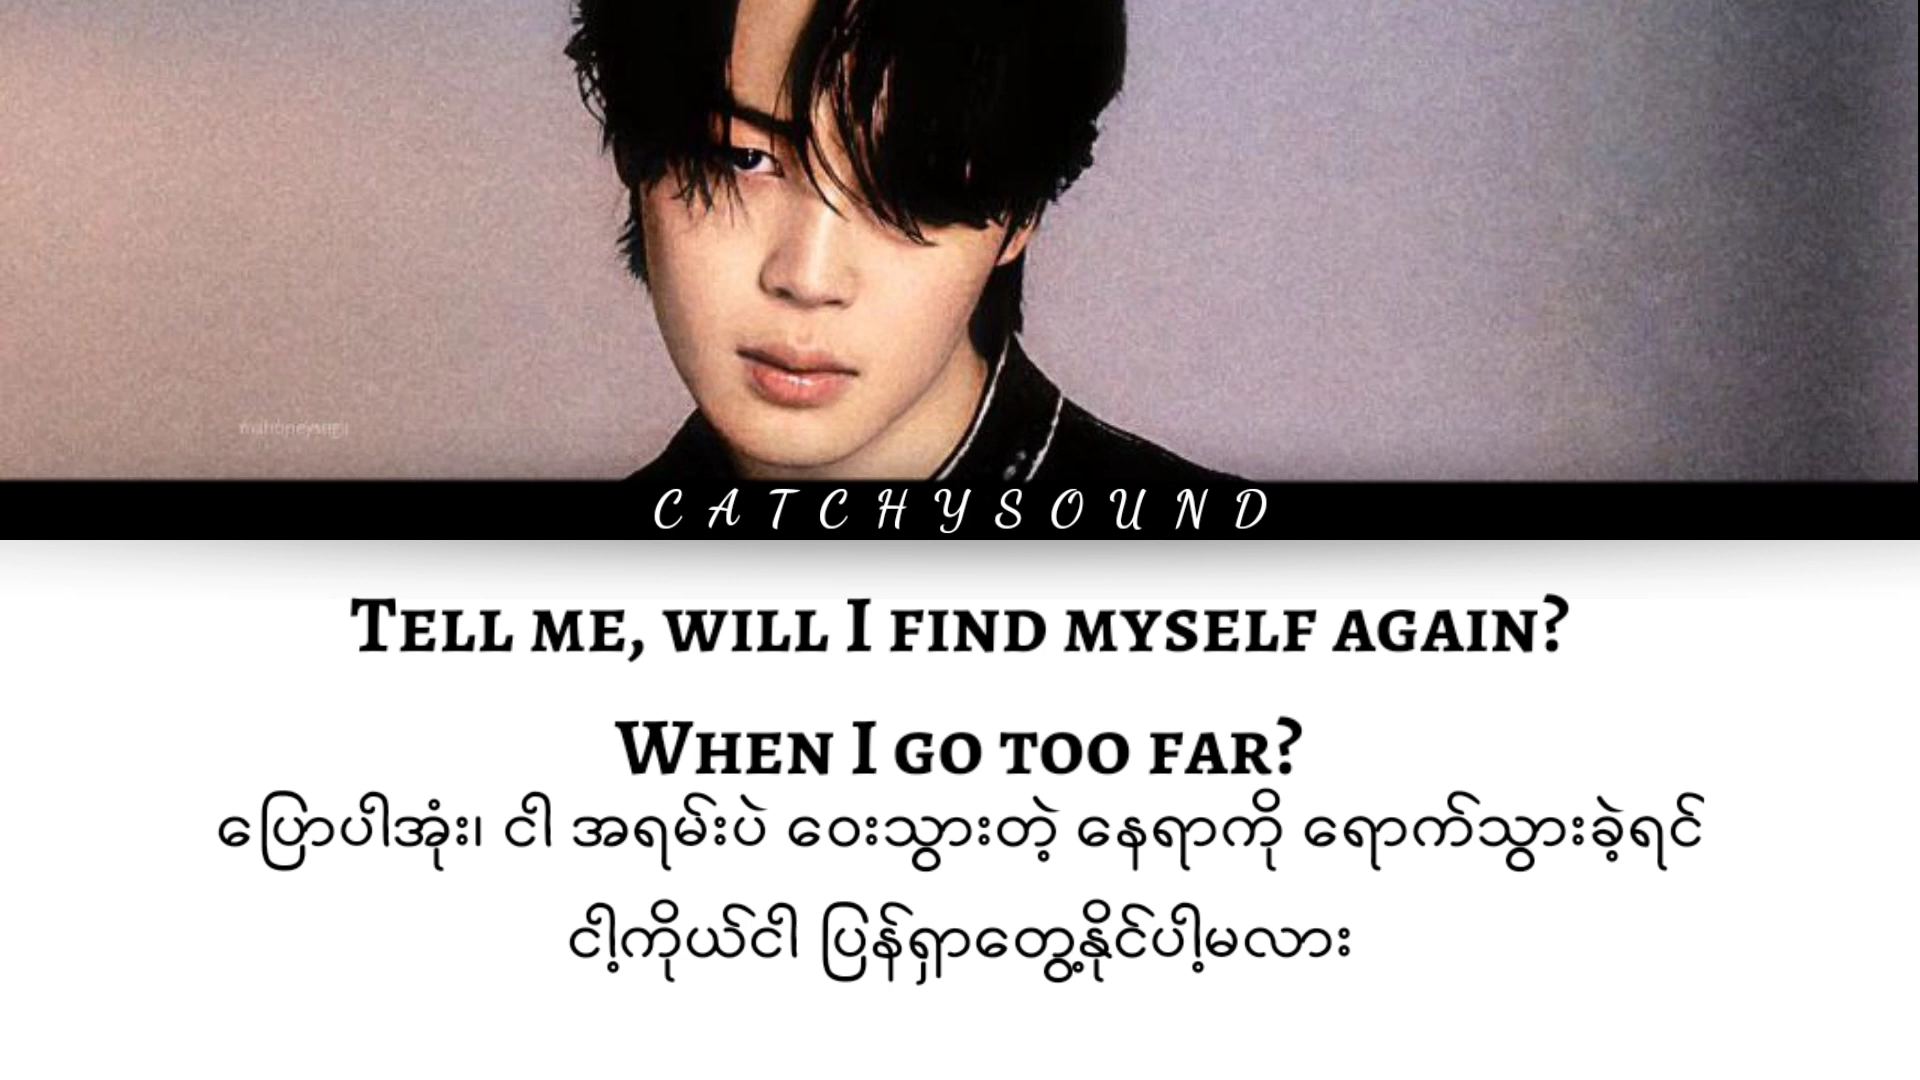 mahoneysugii
CATCHYSOUND
Tell me, will I find myself again?
When I go too far?
ပြောပါအုံး၊ ငါ အရမ်းပဲ ဝေးသွားတဲ့ နေရာကို ရောက်သွားခဲ့ရင်
ငါ့ကိုယ်ငါ ပြန်ရှာတွေ့နိုင်ပါ့မလား